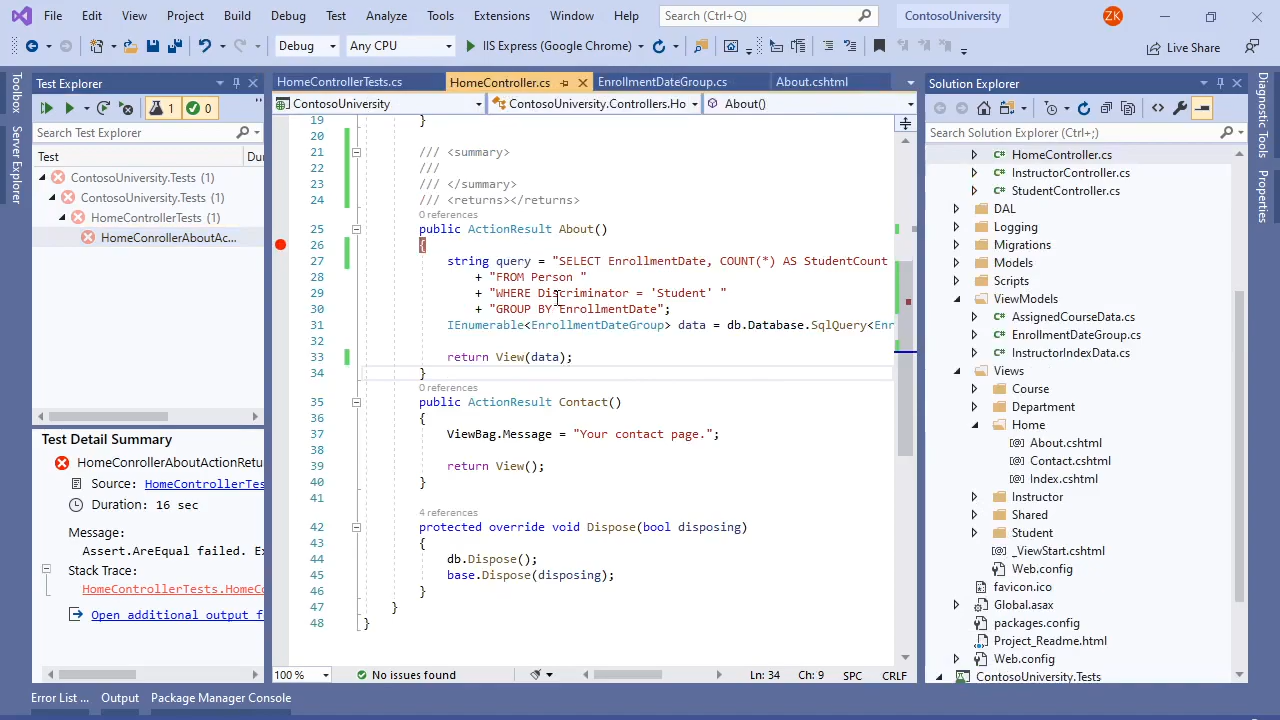 File Edit View Project Build Debug Test Analyze Tools Extensions Window Help Search (Ctrl+Q) ContosoUniversity ZK
Debug Any CPU IIS Express (Google Chrome) Live Share
Toolbox
Server Explorer
Test Explorer
1 0
Search Test Explorer
Test Du
ContosoUniversity.Tests (1)
ContosoUniversity.Tests (1)
HomeControllerTests (1)
HomeConrollerAboutAc...
Test Detail Summary
HomeConrollerAboutActionRetu
Source: HomeControllerTes
Duration: 16 sec
Message:
Assert.AreEqual failed. Ex
Stack Trace:
HomeControllerTests.HomeCo
Open additional output f
HomeControllerTests.cs HomeController.cs EnrollmentDateGroup.cs About.cshtml
ContosoUniversity ContosoUniversity.Controllers.Ho About()
19 }
20
21 /// <summary>
22 ///
23 /// </summary>
24 /// <returns></returns>
0 references
25 public ActionResult About()
26 {
27 string query = "SELECT EnrollmentDate, COUNT(*) AS StudentCount
28 + "FROM Person "
29 + "WHERE Discriminator = 'Student' "
30 + "GROUP BY EnrollmentDate";
31 IEnumerable<EnrollmentDateGroup> data = db.Database.SqlQuery<Enr
32
33 return View(data);
34 }
0 references
35 public ActionResult Contact()
36 {
37 ViewBag.Message = "Your contact page.";
38
39 return View();
40 }
41
4 references
42 protected override void Dispose(bool disposing)
43 {
44 db.Dispose();
45 base.Dispose(disposing);
46 }
47 }
48 }
100 % No issues found Ln: 34 Ch: 9 SPC CRLF
Solution Explorer
Search Solution Explorer (Ctrl+;)
HomeController.cs
InstructorController.cs
StudentController.cs
DAL
Logging
Migrations
Models
Scripts
ViewModels
AssignedCourseData.cs
EnrollmentDateGroup.cs
InstructorIndexData.cs
Views
Course
Department
Home
About.cshtml
Contact.cshtml
Index.cshtml
Instructor
Shared
Student
_ViewStart.cshtml
Web.config
favicon.ico
Global.asax
packages.config
Project_Readme.html
Web.config
ContosoUniversity.Tests
Diagnostic Tools
Properties
Error List ... Output Package Manager Console